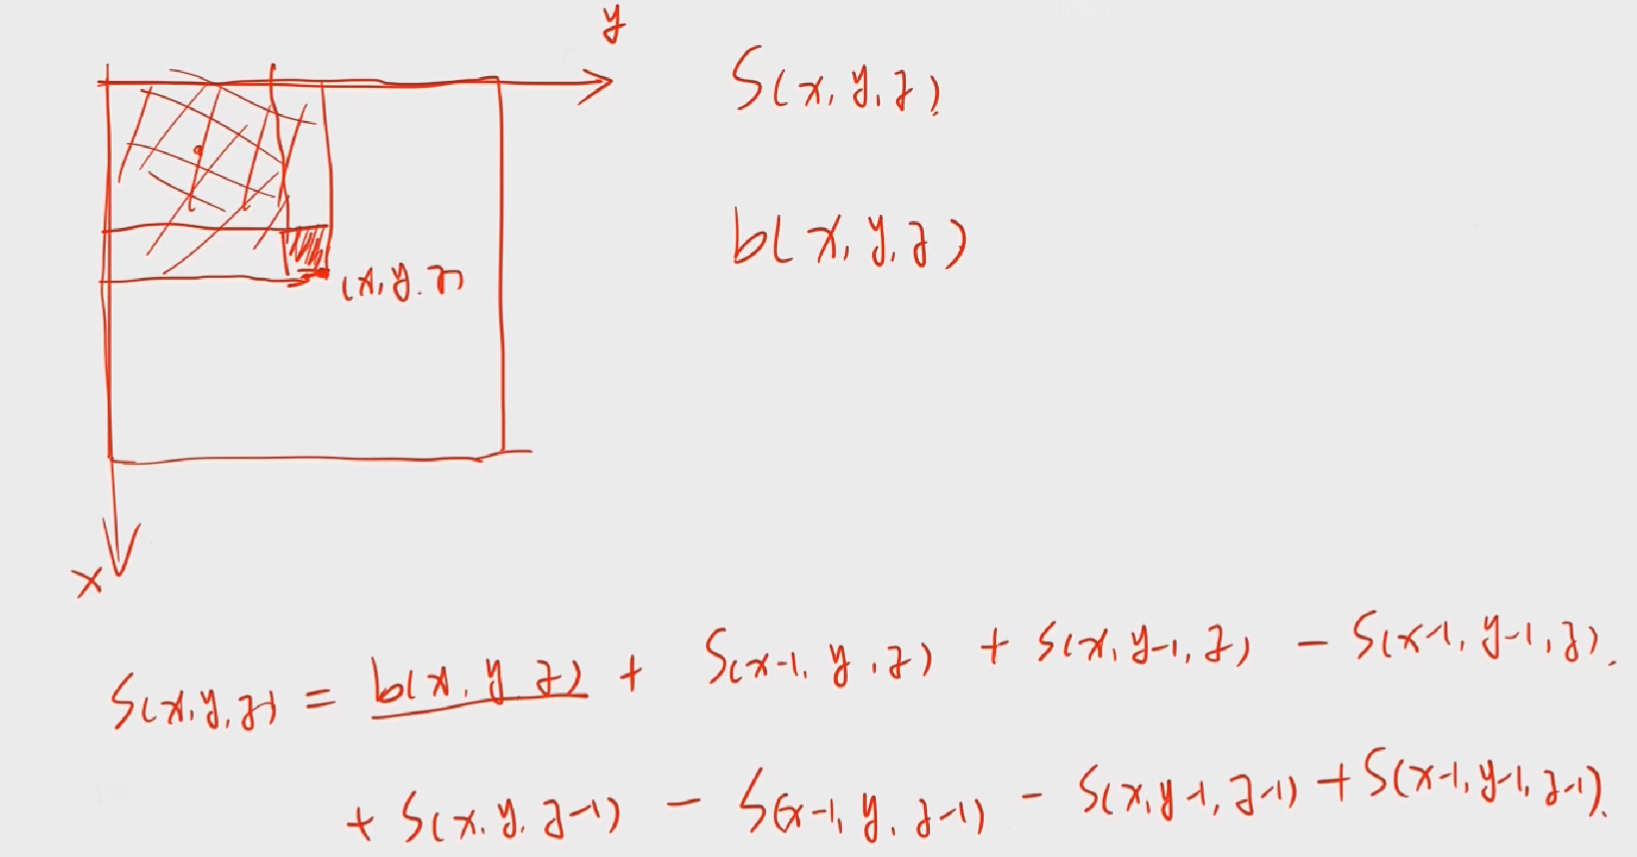 y
S(x, y, z)
b(x, y, z)
(x, y, z)
x
S(x, y, z) = b(x, y, z) + S(x-1, y, z) + S(x, y-1, z) - S(x-1, y-1, z).
+ S(x, y, z-1) - S(x-1, y, z-1) - S(x, y-1, z-1) + S(x-1, y-1, z-1).